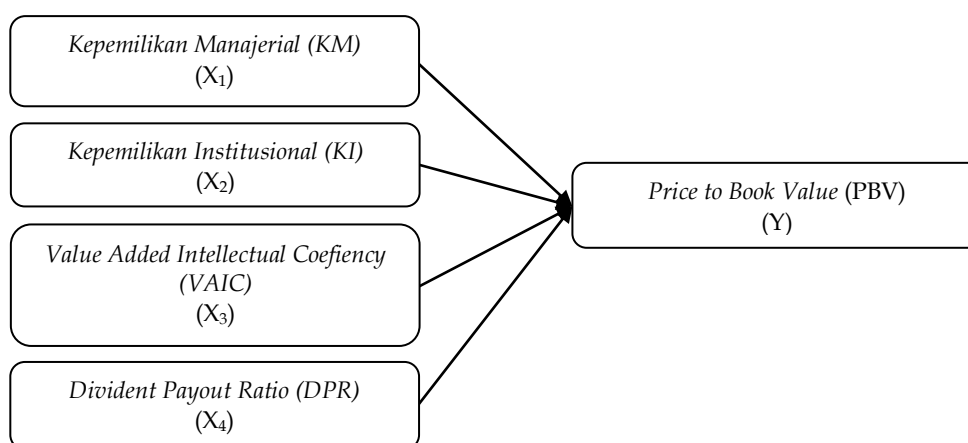 Kepemilikan Manajerial (KM)
(X₁)
Kepemilikan Institusional (KI)
(X₂)
Value Added Intellectual Coefiency
(VAIC)
(X₃)
Divident Payout Ratio (DPR)
(X₄)
Price to Book Value (PBV)
(Y)